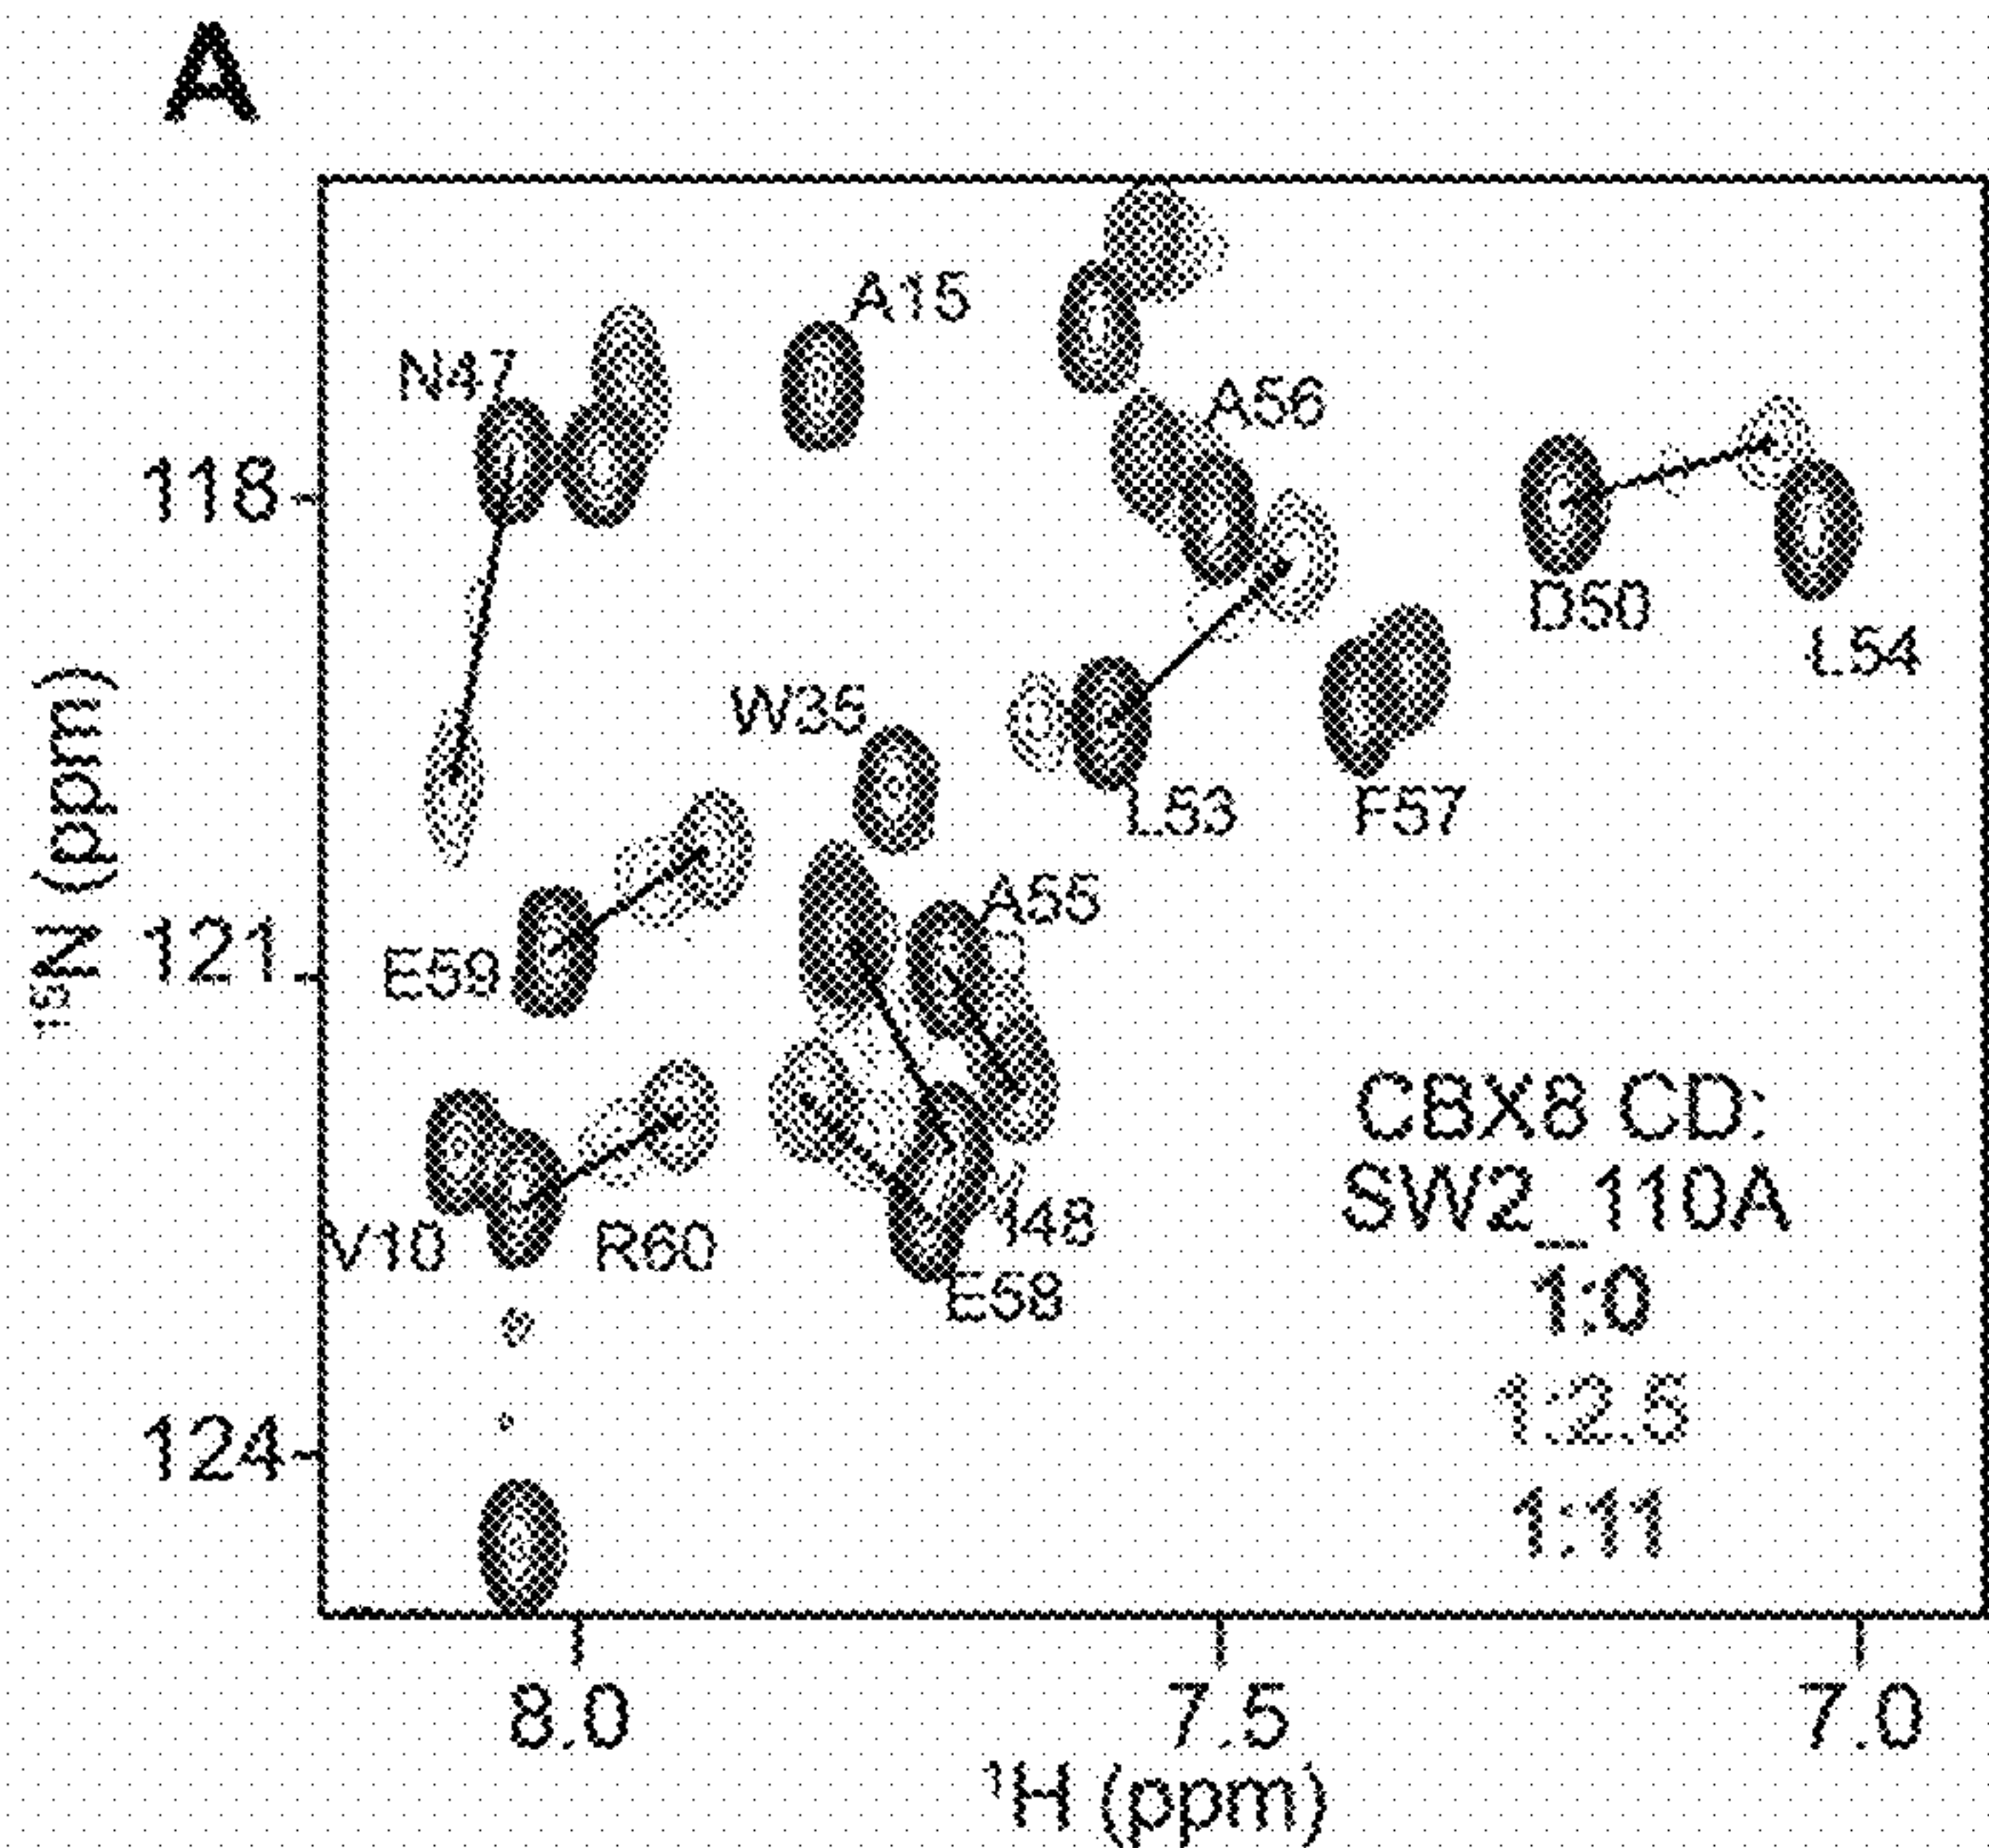 A
A15
N47
A56
118
D50
L54
W35
L53
F57
A55
E59
121
¹⁵N (ppm)
CBX8 CD:
SW2_110A
1:0
1:2.5
1:11
V10
R60
I48
E58
124
8.0
7.5
7.0
¹H (ppm)